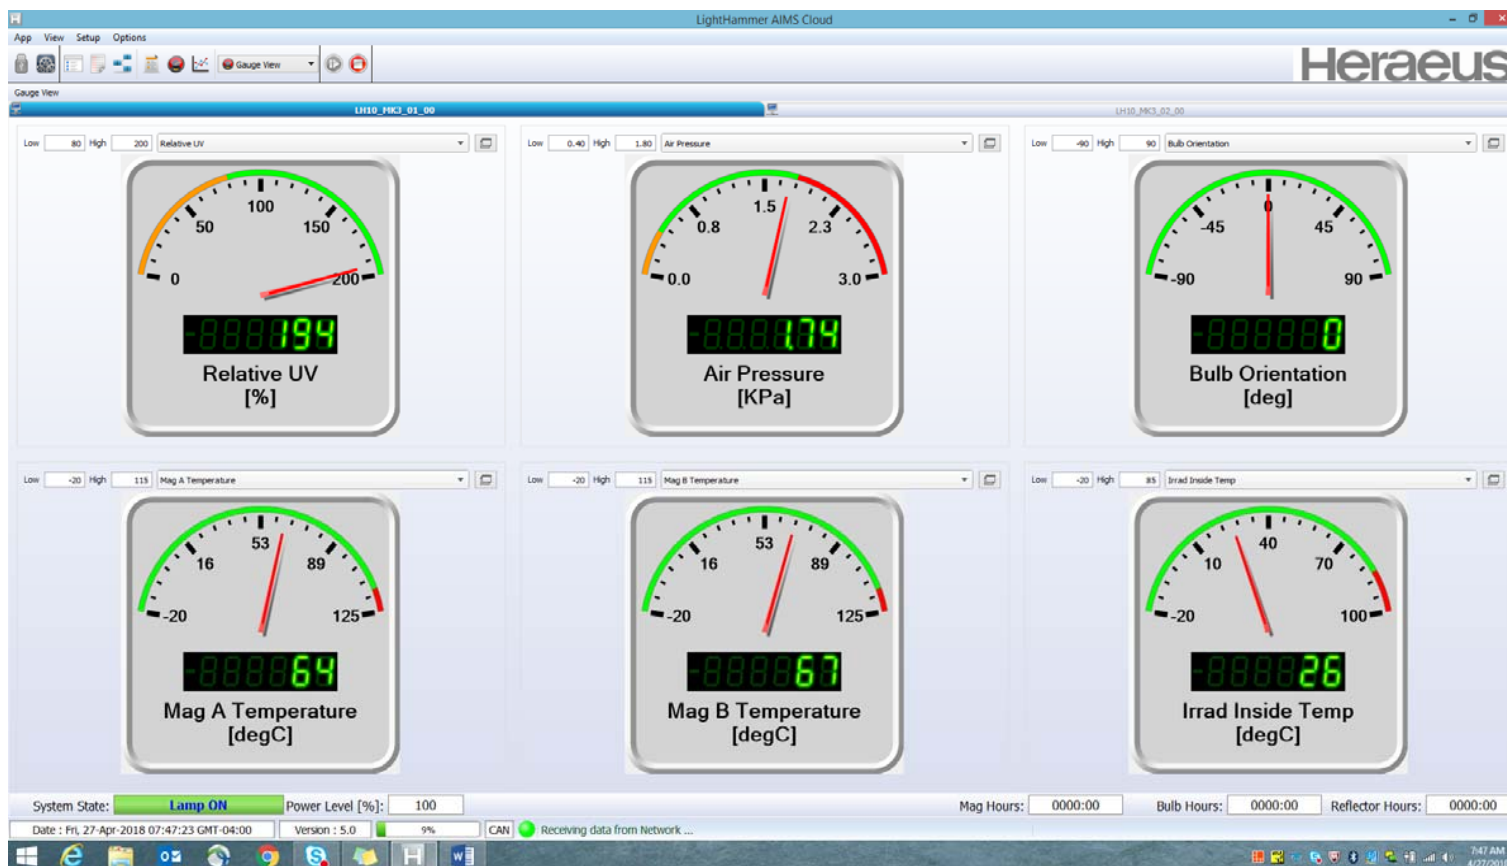 LightHammer AIMS Cloud
App View Setup Options
Gauge View
Heraeus
Gauge View
LH10_MK3_01_00
LH10_MK3_02_00
Low 80 High 200 Relative UV
Low 0.40 High 1.80 Air Pressure
Low -90 High 90 Bulb Orientation
0 50 100 150 200
194
Relative UV
[%]
0.0 0.8 1.5 2.3 3.0
1.74
Air Pressure
[KPa]
-90 -45 0 45 90
0
Bulb Orientation
[deg]
Low -20 High 115 Mag A Temperature
Low -20 High 115 Mag B Temperature
Low -20 High 85 Irrad Inside Temp
-20 16 53 89 125
64
Mag A Temperature
[degC]
-20 16 53 89 125
67
Mag B Temperature
[degC]
-20 10 40 70 100
26
Irrad Inside Temp
[degC]
System State: Lamp ON Power Level [%]: 100 Mag Hours: 0000:00 Bulb Hours: 0000:00 Reflector Hours: 0000:00
Date : Fri, 27-Apr-2018 07:47:23 GMT-04:00 Version : 5.0 9% CAN Receiving data from Network ...
7:47 AM